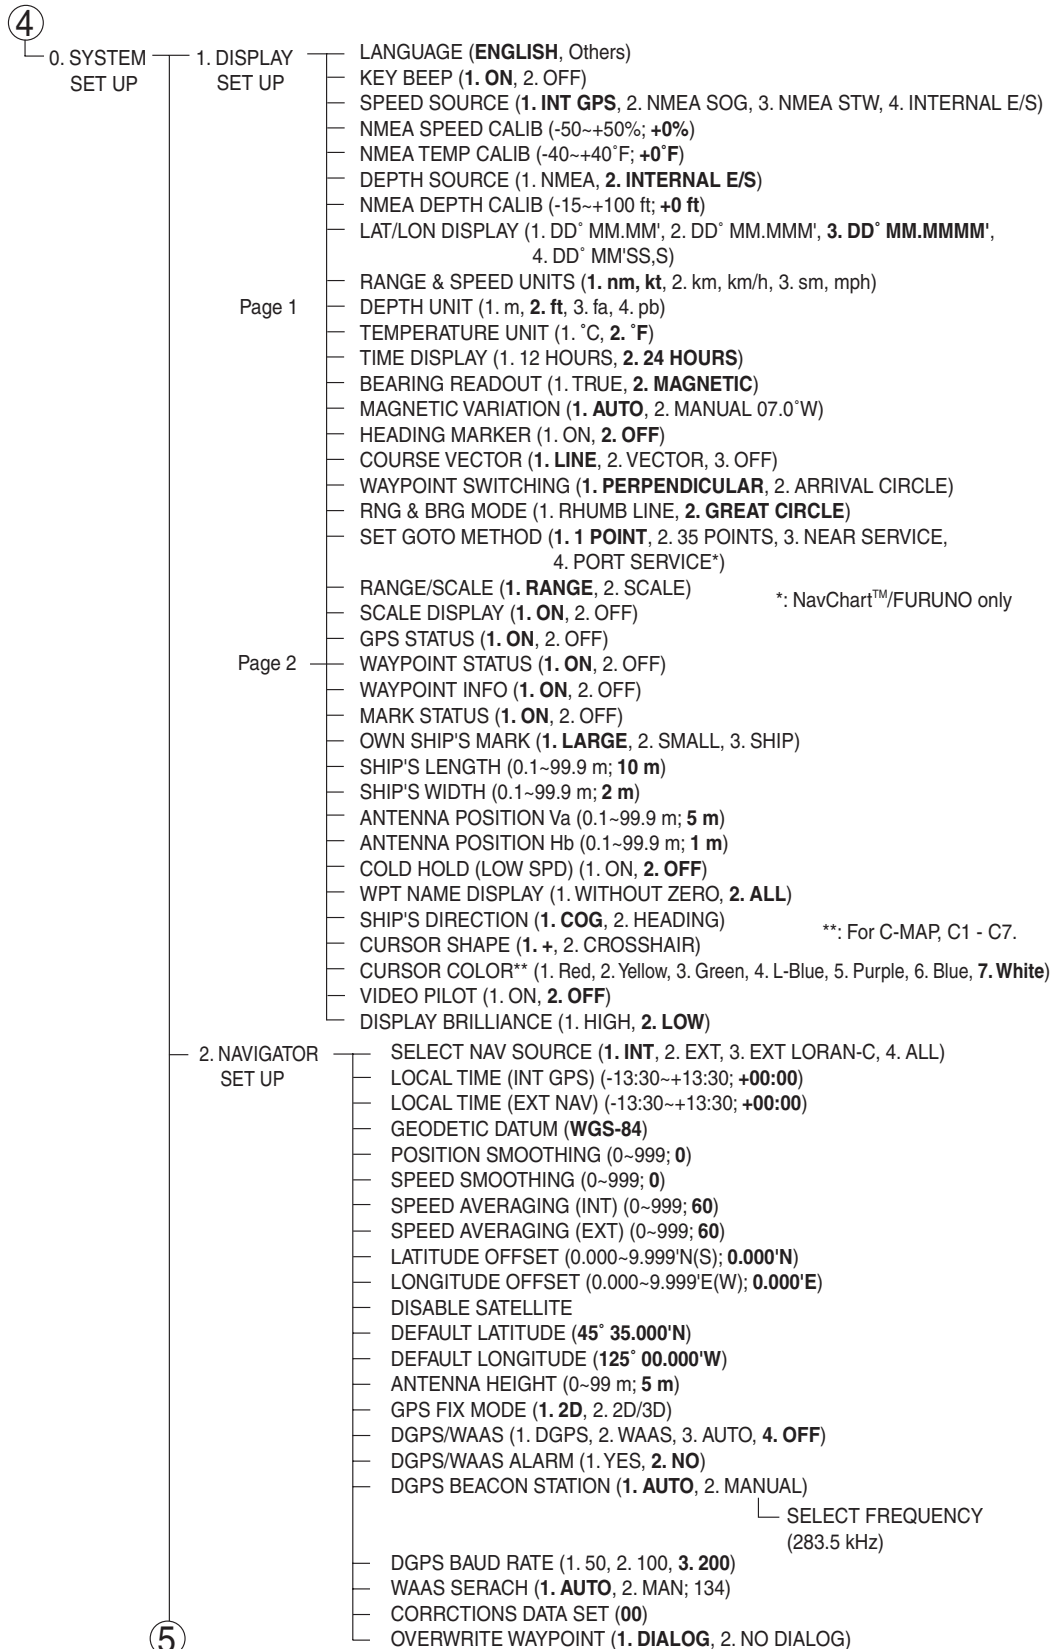 4
0. SYSTEM SET UP
1. DISPLAY SET UP
LANGUAGE (ENGLISH, Others)
KEY BEEP (1. ON, 2. OFF)
SPEED SOURCE (1. INT GPS, 2. NMEA SOG, 3. NMEA STW, 4. INTERNAL E/S)
NMEA SPEED CALIB (-50~+50%; +0%)
NMEA TEMP CALIB (-40~+40˚F; +0˚F)
DEPTH SOURCE (1. NMEA, 2. INTERNAL E/S)
NMEA DEPTH CALIB (-15~+100 ft; +0 ft)
LAT/LON DISPLAY (1. DD˚ MM.MM', 2. DD˚ MM.MMM', 3. DD˚ MM.MMMM',
4. DD˚ MM'SS,S)
RANGE & SPEED UNITS (1. nm, kt, 2. km, km/h, 3. sm, mph)
Page 1
DEPTH UNIT (1. m, 2. ft, 3. fa, 4. pb)
TEMPERATURE UNIT (1. ˚C, 2. ˚F)
TIME DISPLAY (1. 12 HOURS, 2. 24 HOURS)
BEARING READOUT (1. TRUE, 2. MAGNETIC)
MAGNETIC VARIATION (1. AUTO, 2. MANUAL 07.0˚W)
HEADING MARKER (1. ON, 2. OFF)
COURSE VECTOR (1. LINE, 2. VECTOR, 3. OFF)
WAYPOINT SWITCHING (1. PERPENDICULAR, 2. ARRIVAL CIRCLE)
RNG & BRG MODE (1. RHUMB LINE, 2. GREAT CIRCLE)
SET GOTO METHOD (1. 1 POINT, 2. 35 POINTS, 3. NEAR SERVICE,
4. PORT SERVICE*)
RANGE/SCALE (1. RANGE, 2. SCALE)
*: NavChart™/FURUNO only
SCALE DISPLAY (1. ON, 2. OFF)
GPS STATUS (1. ON, 2. OFF)
Page 2
WAYPOINT STATUS (1. ON, 2. OFF)
WAYPOINT INFO (1. ON, 2. OFF)
MARK STATUS (1. ON, 2. OFF)
OWN SHIP'S MARK (1. LARGE, 2. SMALL, 3. SHIP)
SHIP'S LENGTH (0.1~99.9 m; 10 m)
SHIP'S WIDTH (0.1~99.9 m; 2 m)
ANTENNA POSITION Va (0.1~99.9 m; 5 m)
ANTENNA POSITION Hb (0.1~99.9 m; 1 m)
COLD HOLD (LOW SPD) (1. ON, 2. OFF)
WPT NAME DISPLAY (1. WITHOUT ZERO, 2. ALL)
SHIP'S DIRECTION (1. COG, 2. HEADING)
**: For C-MAP, C1 - C7.
CURSOR SHAPE (1. +, 2. CROSSHAIR)
CURSOR COLOR** (1. Red, 2. Yellow, 3. Green, 4. L-Blue, 5. Purple, 6. Blue, 7. White)
VIDEO PILOT (1. ON, 2. OFF)
DISPLAY BRILLIANCE (1. HIGH, 2. LOW)
2. NAVIGATOR SET UP
SELECT NAV SOURCE (1. INT, 2. EXT, 3. EXT LORAN-C, 4. ALL)
LOCAL TIME (INT GPS) (-13:30~+13:30; +00:00)
LOCAL TIME (EXT NAV) (-13:30~+13:30; +00:00)
GEODETIC DATUM (WGS-84)
POSITION SMOOTHING (0~999; 0)
SPEED SMOOTHING (0~999; 0)
SPEED AVERAGING (INT) (0~999; 60)
SPEED AVERAGING (EXT) (0~999; 60)
LATITUDE OFFSET (0.000~9.999'N(S); 0.000'N)
LONGITUDE OFFSET (0.000~9.999'E(W); 0.000'E)
DISABLE SATELLITE
DEFAULT LATITUDE (45˚ 35.000'N)
DEFAULT LONGITUDE (125˚ 00.000'W)
ANTENNA HEIGHT (0~99 m; 5 m)
GPS FIX MODE (1. 2D, 2. 2D/3D)
DGPS/WAAS (1. DGPS, 2. WAAS, 3. AUTO, 4. OFF)
DGPS/WAAS ALARM (1. YES, 2. NO)
DGPS BEACON STATION (1. AUTO, 2. MANUAL)
SELECT FREQUENCY
(283.5 kHz)
DGPS BAUD RATE (1. 50, 2. 100, 3. 200)
WAAS SERACH (1. AUTO, 2. MAN; 134)
CORRCTIONS DATA SET (00)
OVERWRITE WAYPOINT (1. DIALOG, 2. NO DIALOG)
5